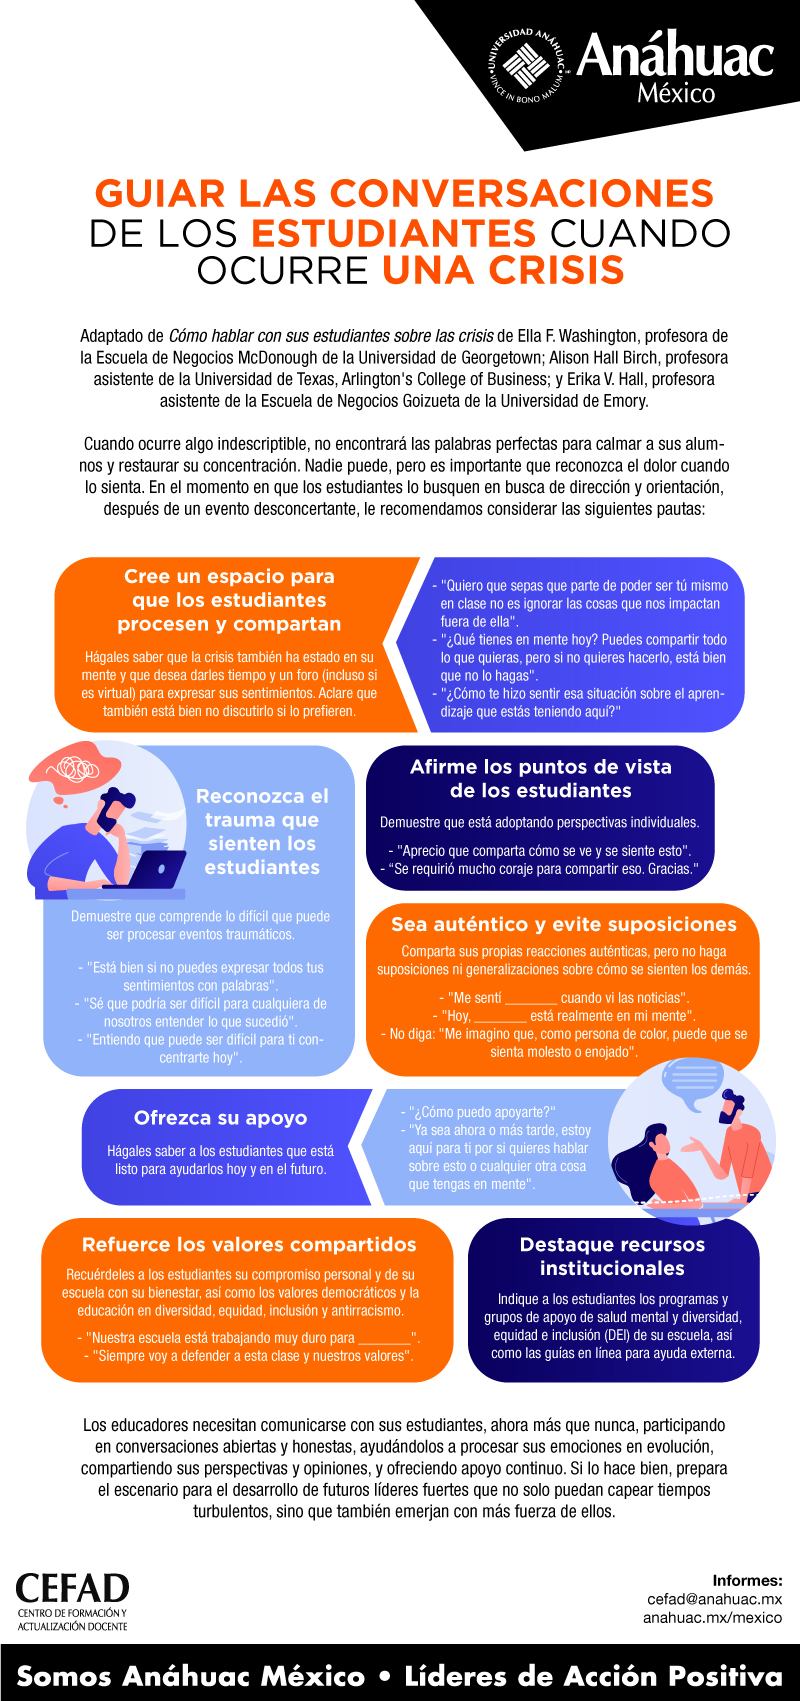 UNIVERSIDAD ANÁHUAC
VINCE IN BONO MALUM
Anáhuac
México
GUIAR LAS CONVERSACIONES
DE LOS ESTUDIANTES CUANDO
OCURRE UNA CRISIS
Adaptado de Cómo hablar con sus estudiantes sobre las crisis de Ella F. Washington, profesora de
la Escuela de Negocios McDonough de la Universidad de Georgetown; Alison Hall Birch, profesora
asistente de la Universidad de Texas, Arlington's College of Business; y Erika V. Hall, profesora
asistente de la Escuela de Negocios Goizueta de la Universidad de Emory.
Cuando ocurre algo indescriptible, no encontrará las palabras perfectas para calmar a sus alum-
nos y restaurar su concentración. Nadie puede, pero es importante que reconozca el dolor cuando
lo sienta. En el momento en que los estudiantes lo busquen en busca de dirección y orientación,
después de un evento desconcertante, le recomendamos considerar las siguientes pautas:
Cree un espacio para
que los estudiantes
procesen y compartan
Hágales saber que la crisis también ha estado en su
mente y que desea darles tiempo y un foro (incluso si
es virtual) para expresar sus sentimientos. Aclare que
también está bien no discutirlo si lo prefieren.
- "Quiero que sepas que parte de poder ser tú mismo
en clase no es ignorar las cosas que nos impactan
fuera de ella".
- "¿Qué tienes en mente hoy? Puedes compartir todo
lo que quieras, pero si no quieres hacerlo, está bien
que no lo hagas".
- "¿Cómo te hizo sentir esa situación sobre el apren-
dizaje que estás teniendo aquí?"
Reconozca el
trauma que
sienten los
estudiantes
Demuestre que comprende lo difícil que puede
ser procesar eventos traumáticos.
- "Está bien si no puedes expresar todos tus
sentimientos con palabras".
- "Sé que podría ser difícil para cualquiera de
nosotros entender lo que sucedió".
- "Entiendo que puede ser difícil para ti con-
centrarte hoy".
Afirme los puntos de vista
de los estudiantes
Demuestre que está adoptando perspectivas individuales.
- "Aprecio que comparta cómo se ve y se siente esto".
- “Se requirió mucho coraje para compartir eso. Gracias."
Sea auténtico y evite suposiciones
Comparta sus propias reacciones auténticas, pero no haga
suposiciones ni generalizaciones sobre cómo se sienten los demás.
- "Me sentí _______ cuando vi las noticias".
- "Hoy, _______ está realmente en mi mente".
- No diga: "Me imagino que, como persona de color, puede que se
sienta molesto o enojado".
Ofrezca su apoyo
Hágales saber a los estudiantes que está
listo para ayudarlos hoy y en el futuro.
- "¿Cómo puedo apoyarte?"
- "Ya sea ahora o más tarde, estoy
aquí para ti por si quieres hablar
sobre esto o cualquier otra cosa
que tengas en mente".
Refuerce los valores compartidos
Recuérdeles a los estudiantes su compromiso personal y de su
escuela con su bienestar, así como los valores democráticos y la
educación en diversidad, equidad, inclusión y antirracismo.
- "Nuestra escuela está trabajando muy duro para _______".
- "Siempre voy a defender a esta clase y nuestros valores".
Destaque recursos
institucionales
Indique a los estudiantes los programas y
grupos de apoyo de salud mental y diversidad,
equidad e inclusión (DEI) de su escuela, así
como las guías en línea para ayuda externa.
Los educadores necesitan comunicarse con sus estudiantes, ahora más que nunca, participando
en conversaciones abiertas y honestas, ayudándolos a procesar sus emociones en evolución,
compartiendo sus perspectivas y opiniones, y ofreciendo apoyo continuo. Si lo hace bien, prepara
el escenario para el desarrollo de futuros líderes fuertes que no solo puedan capear tiempos
turbulentos, sino que también emerjan con más fuerza de ellos.
CEFAD
CENTRO DE FORMACIÓN Y
ACTUALIZACIÓN DOCENTE
Informes:
cefad@anahuac.mx
anahuac.mx/mexico
Somos Anáhuac México • Líderes de Acción Positiva